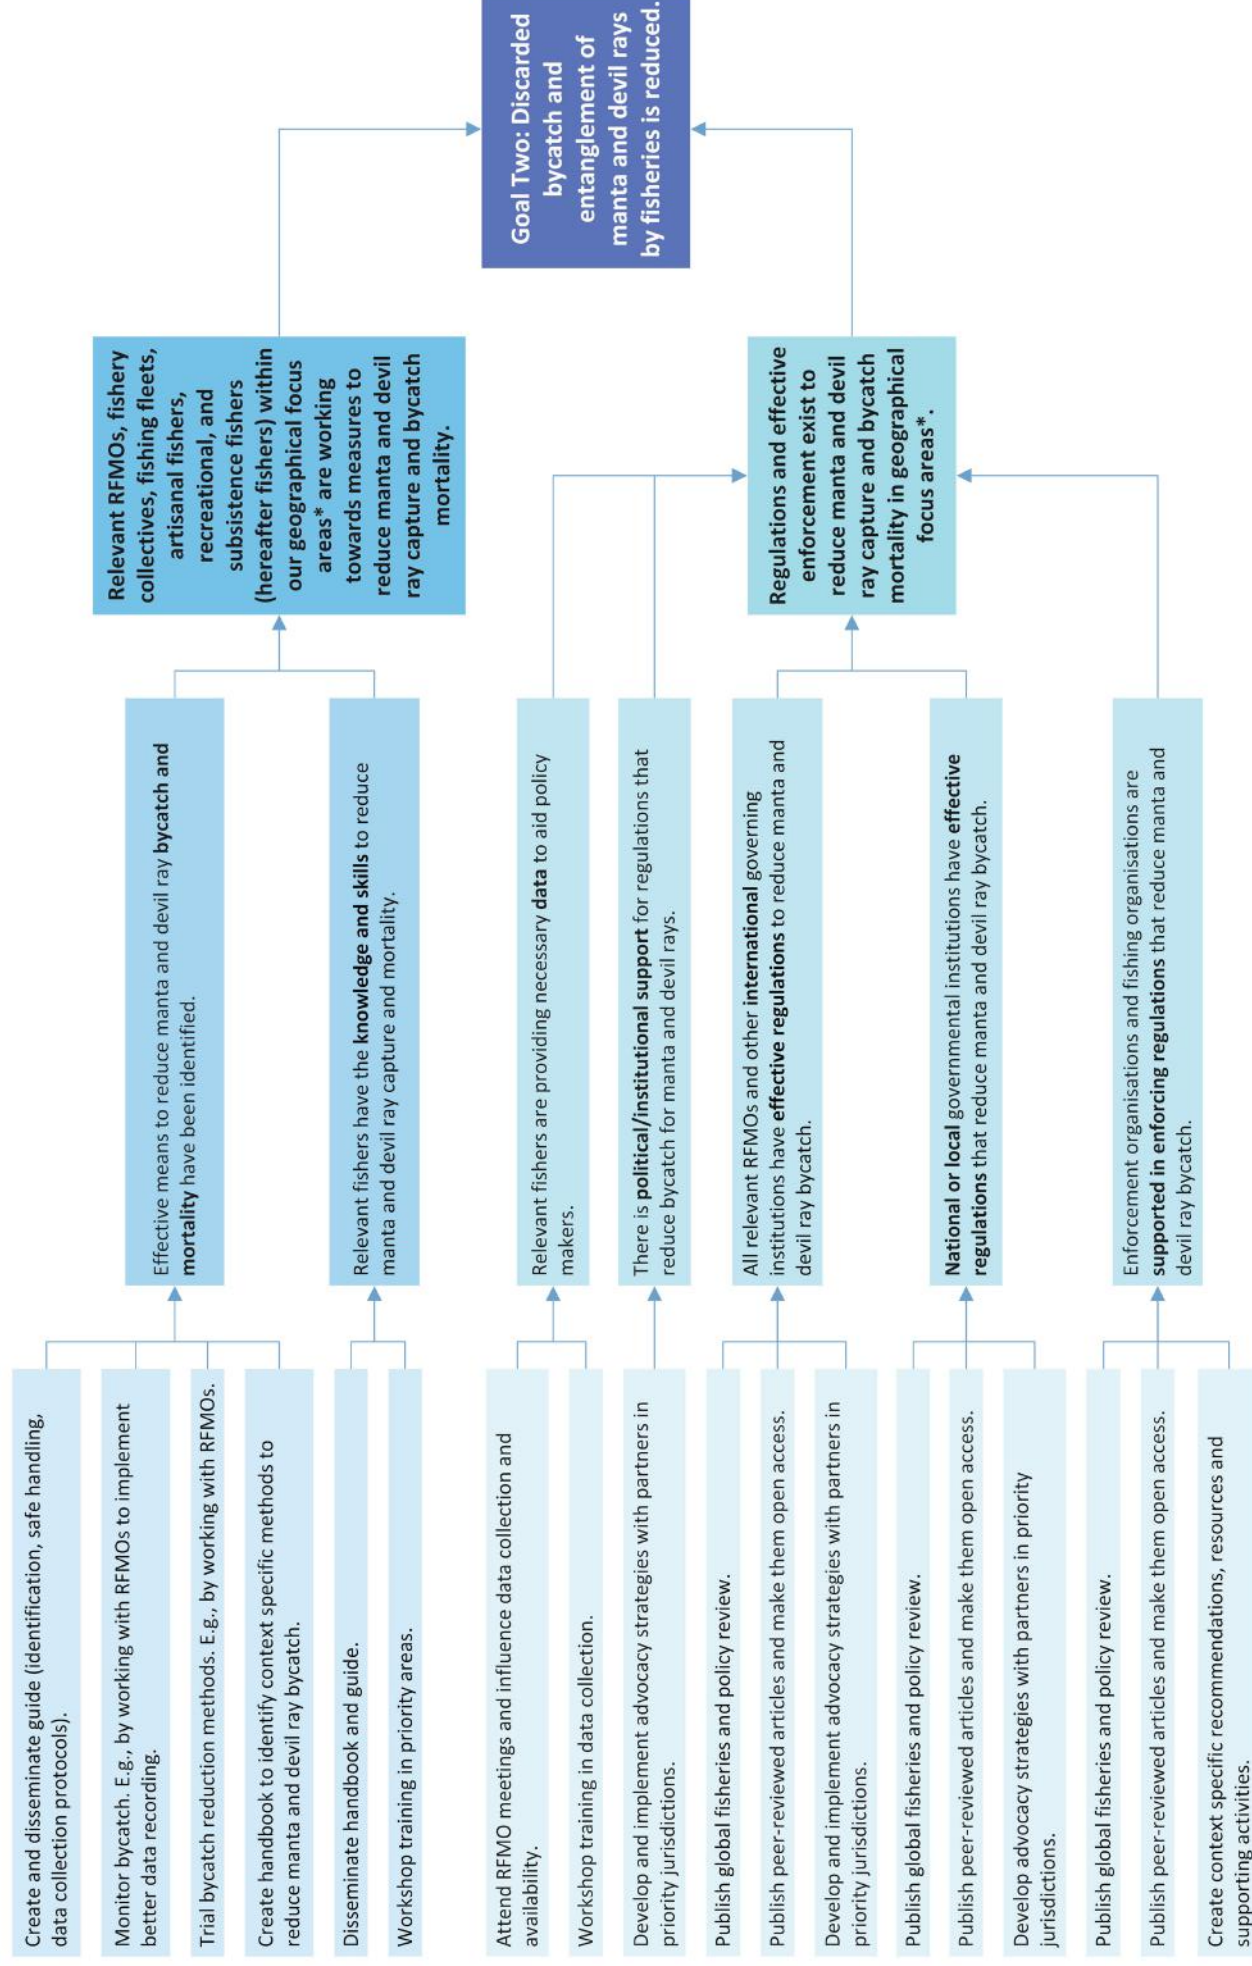 Create and disseminate guide (identification, safe handling,
data collection protocols).
Monitor bycatch. E.g., by working with RFMOs to implement
better data recording.
Trial bycatch reduction methods. E.g., by working with RFMOs.
Create handbook to identify context specific methods to
reduce manta and devil ray bycatch.
Disseminate handbook and guide.
Workshop training in priority areas.
Attend RFMO meetings and influence data collection and
availability.
Workshop training in data collection.
Develop and implement advocacy strategies with partners in
priority jurisdictions.
Publish global fisheries and policy review.
Publish peer-reviewed articles and make them open access.
Develop and implement advocacy strategies with partners in
priority jurisdictions.
Publish global fisheries and policy review.
Publish peer-reviewed articles and make them open access.
Develop advocacy strategies with partners in priority
jurisdictions.
Publish global fisheries and policy review.
Publish peer-reviewed articles and make them open access.
Create context specific recommendations, resources and
supporting activities.
Effective means to reduce manta and devil ray bycatch and
mortality have been identified.
Relevant fishers have the knowledge and skills to reduce
manta and devil ray capture and mortality.
Relevant fishers are providing necessary data to aid policy
makers.
There is political/institutional support for regulations that
reduce bycatch for manta and devil rays.
All relevant RFMOs and other international governing
institutions have effective regulations to reduce manta and
devil ray bycatch.
National or local governmental institutions have effective
regulations that reduce manta and devil ray bycatch.
Enforcement organisations and fishing organisations are
supported in enforcing regulations that reduce manta and
devil ray bycatch.
Relevant RFMOs, fishery
collectives, fishing fleets,
artisanal fishers,
recreational, and
subsistence fishers
(hereafter fishers) within
our geographical focus
areas* are working
towards measures to
reduce manta and devil
ray capture and bycatch
mortality.
Regulations and effective
enforcement exist to
reduce manta and devil
ray capture and bycatch
mortality in geographical
focus areas*.
Goal Two: Discarded
bycatch and
entanglement of
manta and devil rays
by fisheries is reduced.